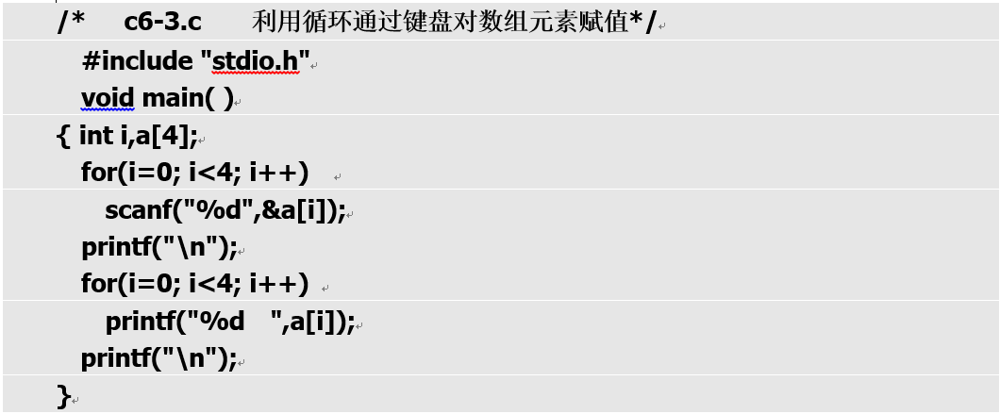 /*     c6-3.c      利用循环通过键盘对数组元素赋值*/
#include "stdio.h"
void main( )
{ int i,a[4];
for(i=0; i<4; i++)
scanf("%d",&a[i]);
printf("\n");
for(i=0; i<4; i++)
printf("%d   ",a[i]);
printf("\n");
}